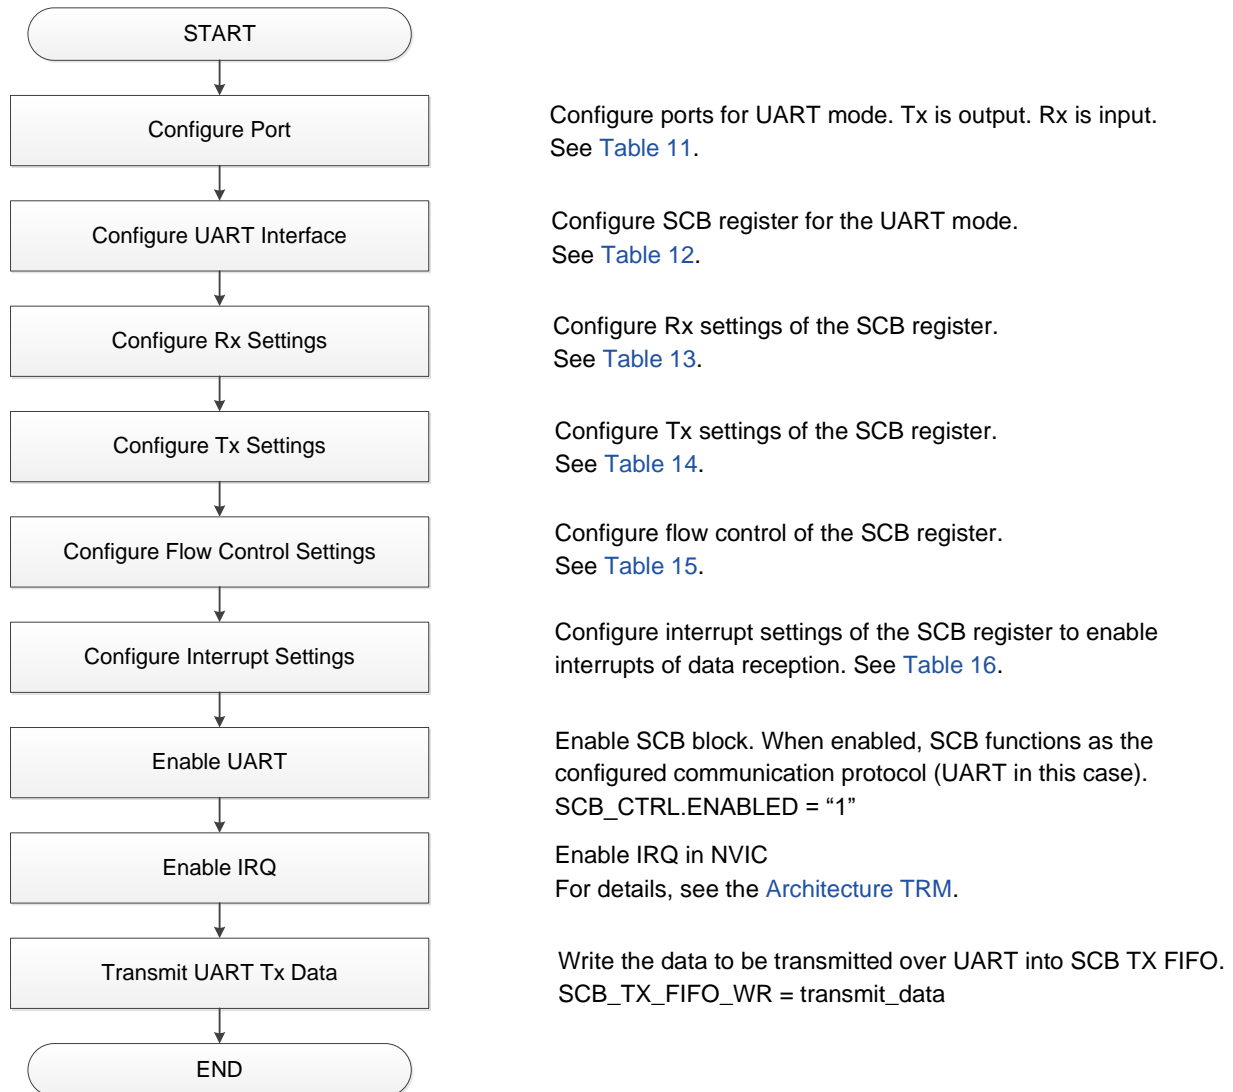 START
Configure Port
Configure ports for UART mode. Tx is output. Rx is input.
See Table 11.
Configure UART Interface
Configure SCB register for the UART mode.
See Table 12.
Configure Rx Settings
Configure Rx settings of the SCB register.
See Table 13.
Configure Tx Settings
Configure Tx settings of the SCB register.
See Table 14.
Configure Flow Control Settings
Configure flow control of the SCB register.
See Table 15.
Configure Interrupt Settings
Configure interrupt settings of the SCB register to enable
interrupts of data reception. See Table 16.
Enable UART
Enable SCB block. When enabled, SCB functions as the
configured communication protocol (UART in this case).
SCB_CTRL.ENABLED = “1”
Enable IRQ
Enable IRQ in NVIC
For details, see the Architecture TRM.
Transmit UART Tx Data
Write the data to be transmitted over UART into SCB TX FIFO.
SCB_TX_FIFO_WR = transmit_data
END